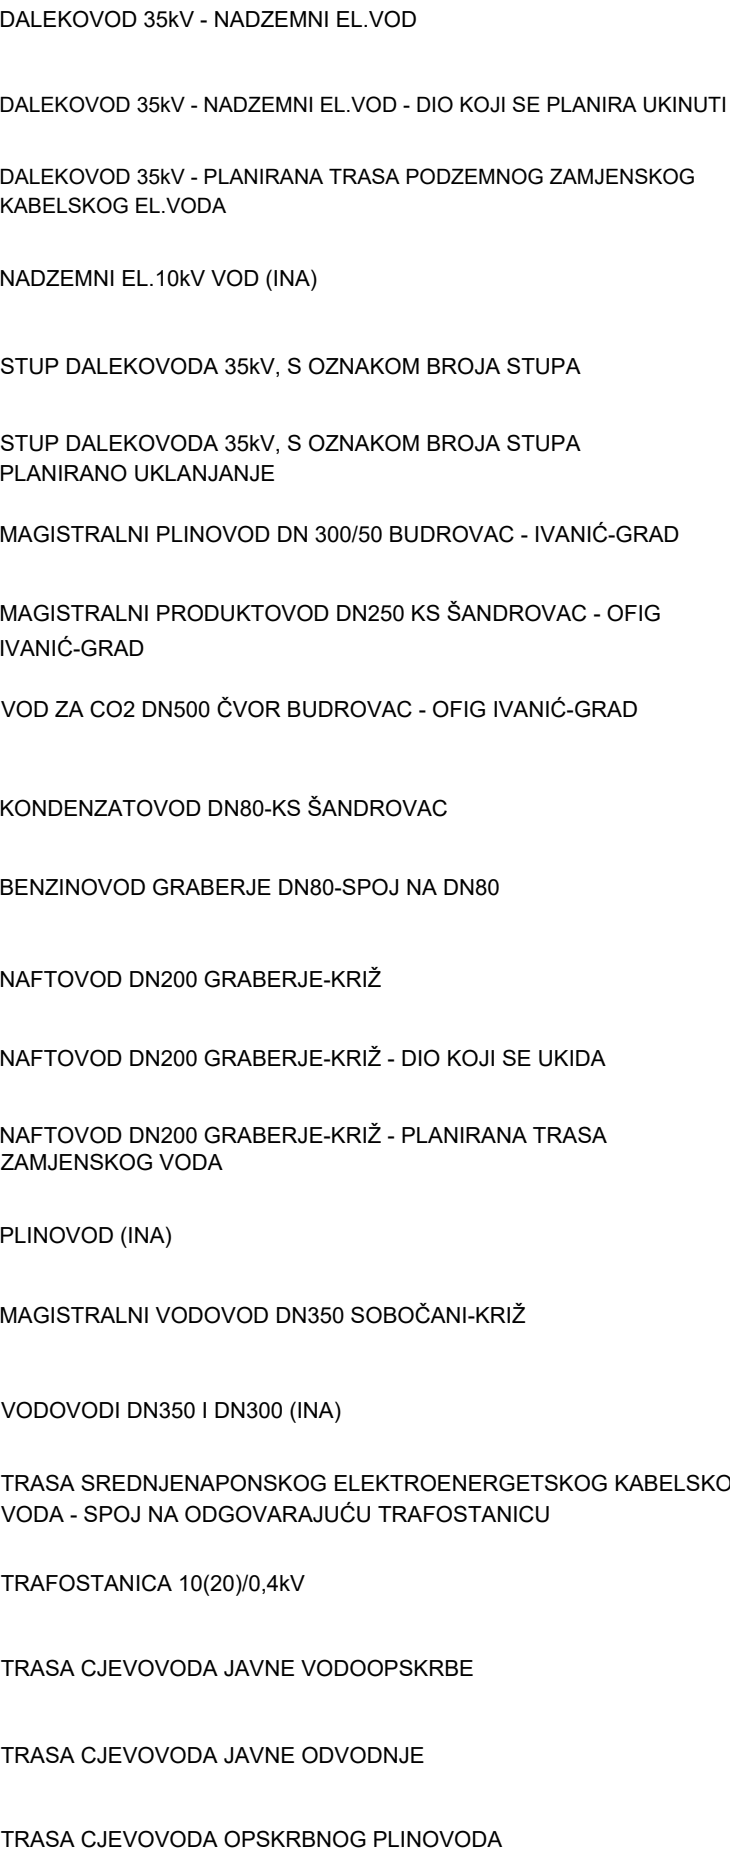 DALEKOVOD 35kV - NADZEMNI EL.VOD
DALEKOVOD 35kV - NADZEMNI EL.VOD - DIO KOJI SE PLANIRA UKINUTI
DALEKOVOD 35kV - PLANIRANA TRASA PODZEMNOG ZAMJENSKOG
KABELSKOG EL.VODA
NADZEMNI EL.10kV VOD (INA)
STUP DALEKOVODA 35kV, S OZNAKOM BROJA STUPA
STUP DALEKOVODA 35kV, S OZNAKOM BROJA STUPA
PLANIRANO UKLANJANJE
MAGISTRALNI PLINOVOD DN 300/50 BUDROVAC - IVANIĆ-GRAD
MAGISTRALNI PRODUKTOVOD DN250 KS ŠANDROVAC - OFIG
IVANIĆ-GRAD
VOD ZA CO2 DN500 ČVOR BUDROVAC - OFIG IVANIĆ-GRAD
KONDENZATOVOD DN80-KS ŠANDROVAC
BENZINOVOD GRABERJE DN80-SPOJ NA DN80
NAFTOVOD DN200 GRABERJE-KRIŽ
NAFTOVOD DN200 GRABERJE-KRIŽ - DIO KOJI SE UKIDA
NAFTOVOD DN200 GRABERJE-KRIŽ - PLANIRANA TRASA
ZAMJENSKOG VODA
PLINOVOD (INA)
MAGISTRALNI VODOVOD DN350 SOBOČANI-KRIŽ
VODOVODI DN350 I DN300 (INA)
TRASA SREDNJENAPONSKOG ELEKTROENERGETSKOG KABELSKO
VODA - SPOJ NA ODGOVARAJUĆU TRAFOSTANICU
TRAFOSTANICA 10(20)/0,4kV
TRASA CJEVOVODA JAVNE VODOOPSKRBE
TRASA CJEVOVODA JAVNE ODVODNJE
TRASA CJEVOVODA OPSKRBNOG PLINOVODA